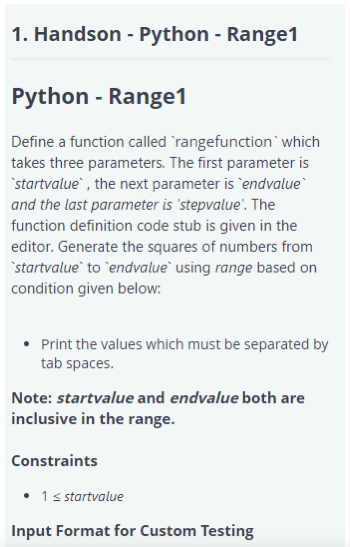 1. Handson - Python - Range1
Python - Range1
Define a function called `rangefunction` which
takes three parameters. The first parameter is
`startvalue` , the next parameter is `endvalue`
and the last parameter is 'stepvalue'. The
function definition code stub is given in the
editor. Generate the squares of numbers from
`startvalue` to `endvalue` using range based on
condition given below:
• Print the values which must be separated by
tab spaces.
Note: startvalue and endvalue both are
inclusive in the range.
Constraints
• 1 ≤ startvalue
Input Format for Custom Testing